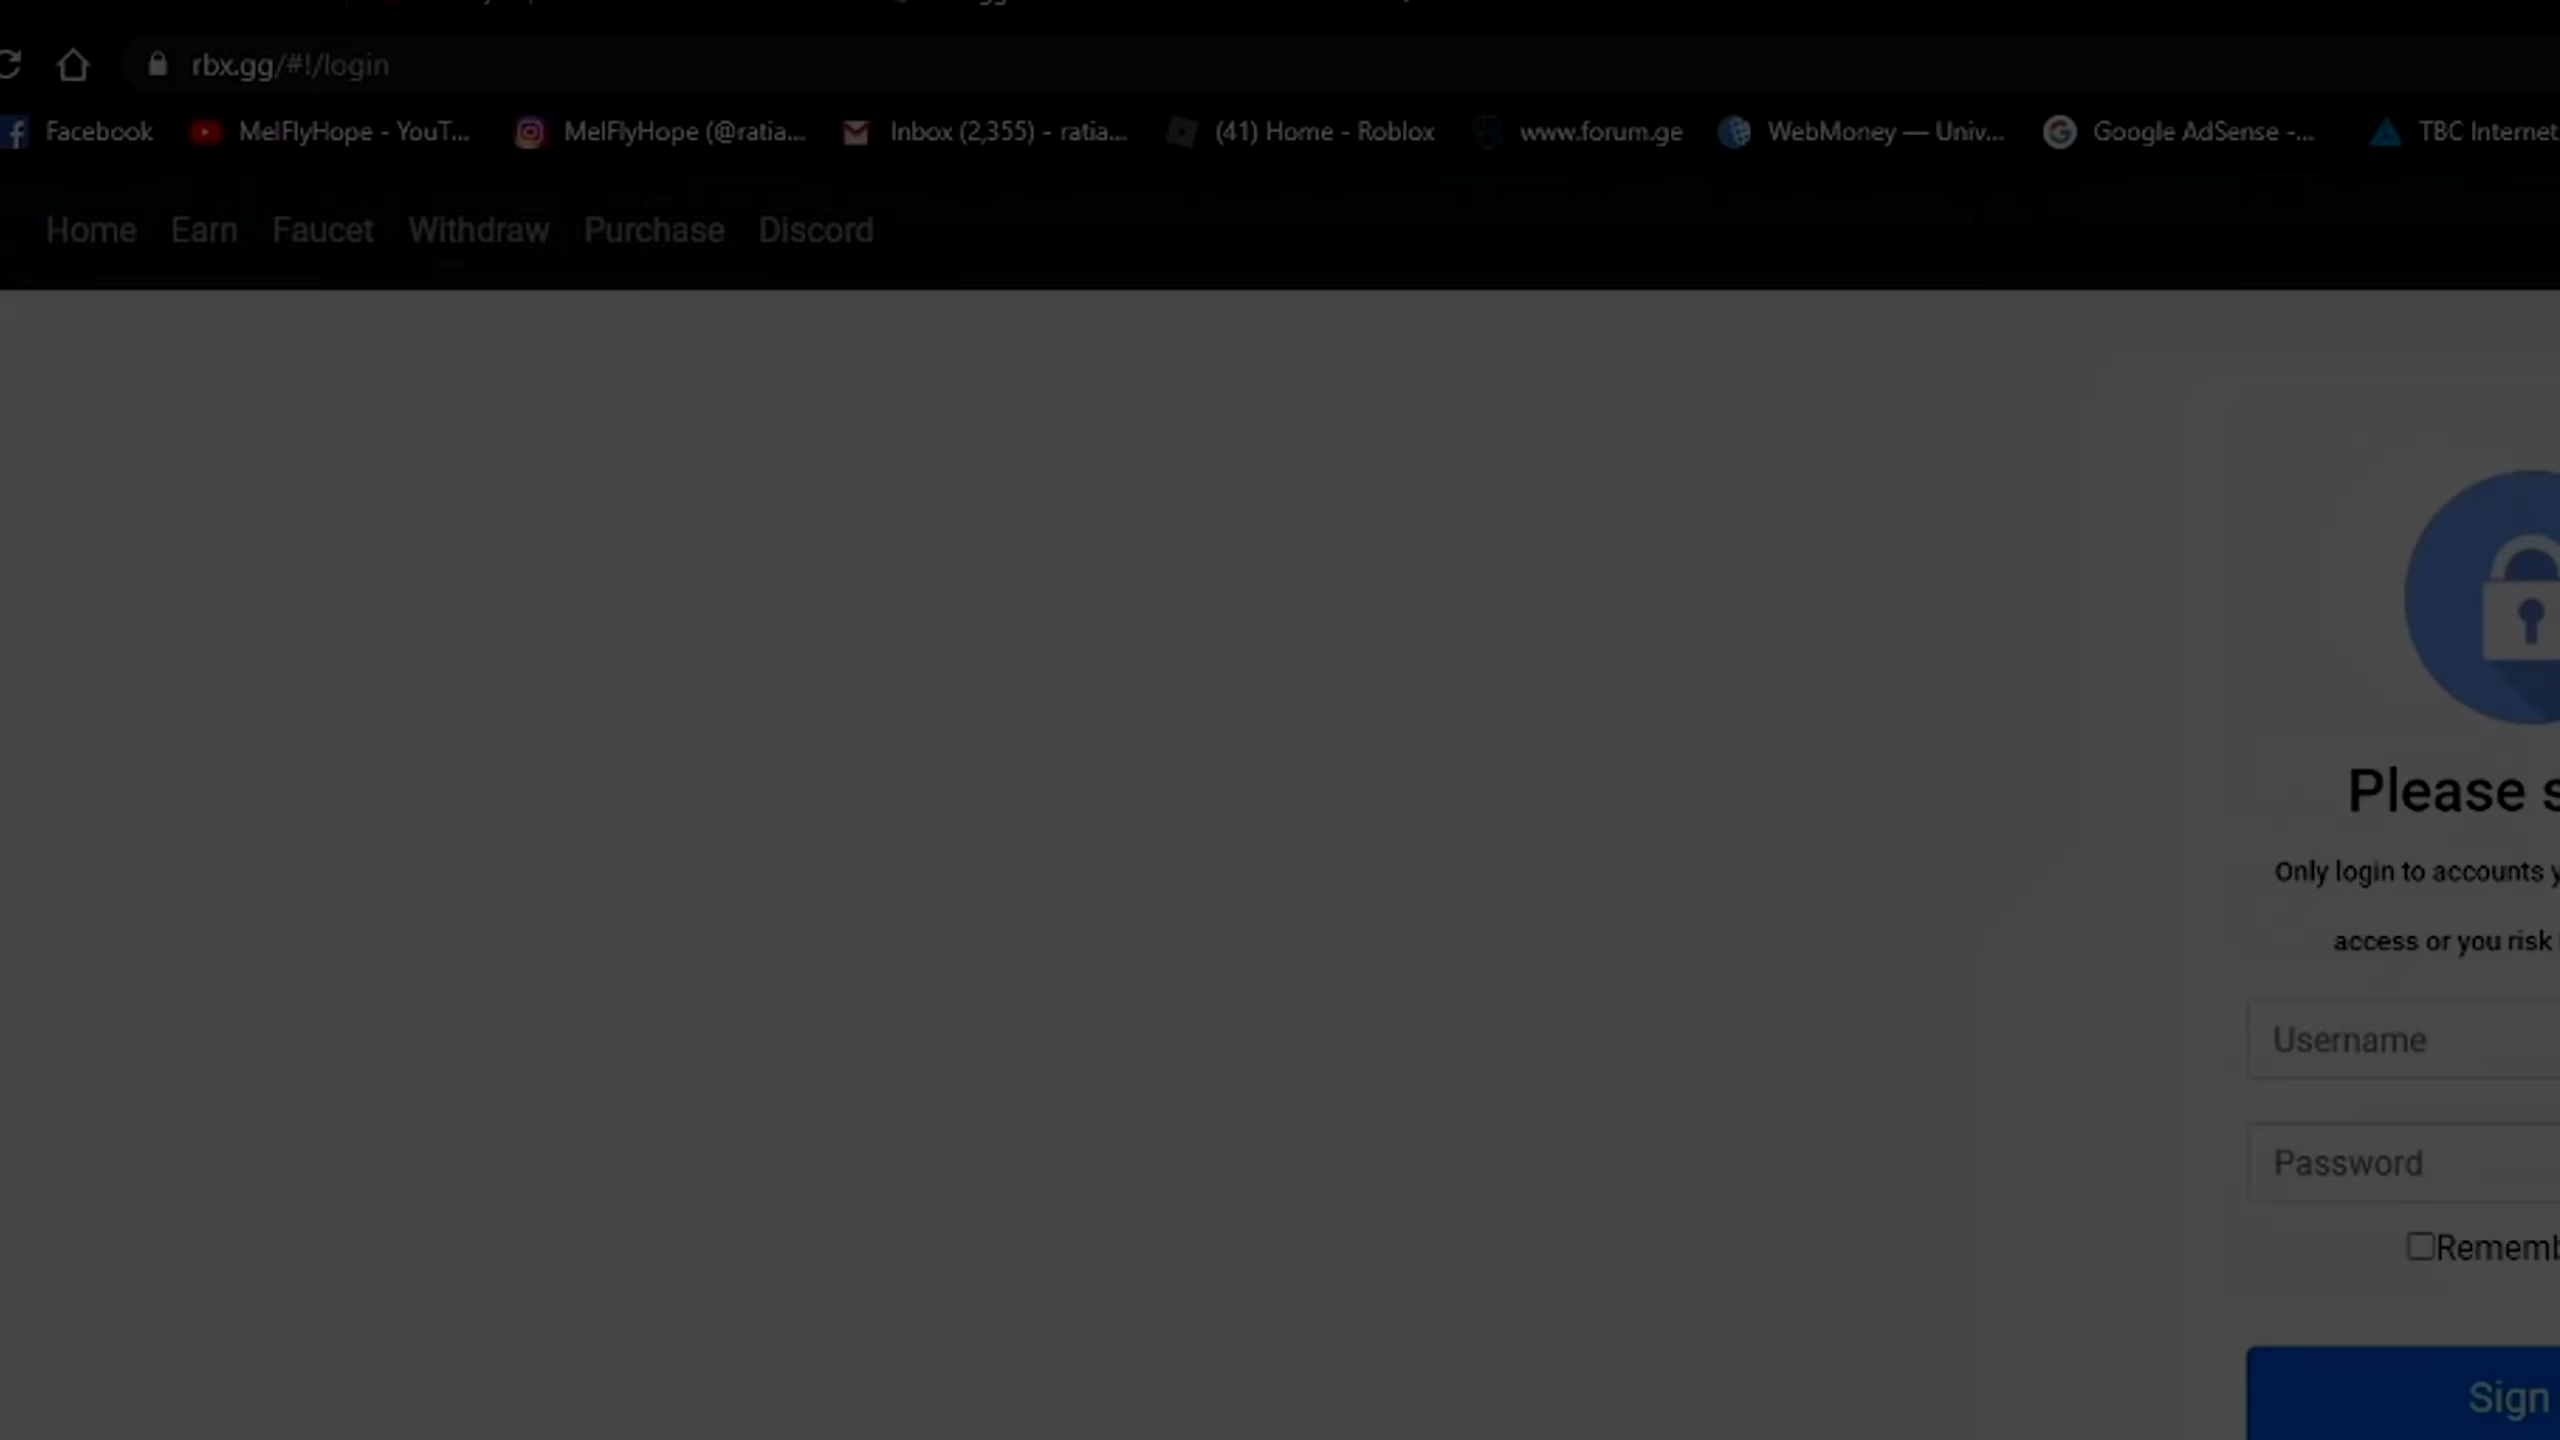 rbx.gg/#!/login
Facebook MelFlyHope - YouT... MelFlyHope (@ratia... Inbox (2,355) - ratia... (41) Home - Roblox www.forum.ge WebMoney — Univ... Google AdSense -... TBC Internet
Home Earn Faucet Withdraw Purchase Discord
Please s
Only login to accounts y
access or you risk
Username
Password
Rememb
Sign